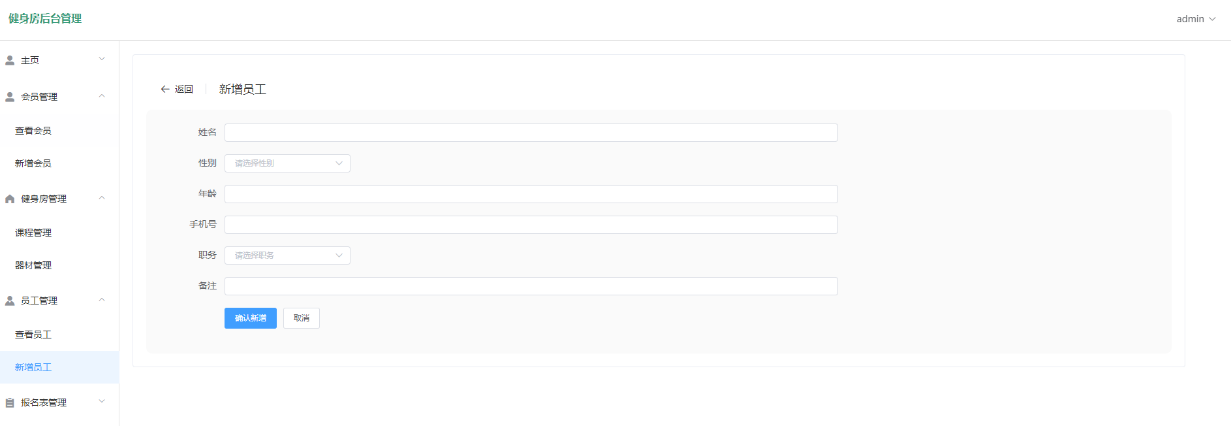 健身房后台管理
admin
主页
会员管理
查看会员
新增会员
健身房管理
课程管理
器材管理
员工管理
查看员工
新增员工
报名表管理
返回
新增员工
姓名
性别 请选择性别
年龄
手机号
职务 请选择职务
备注
确认新增 取消